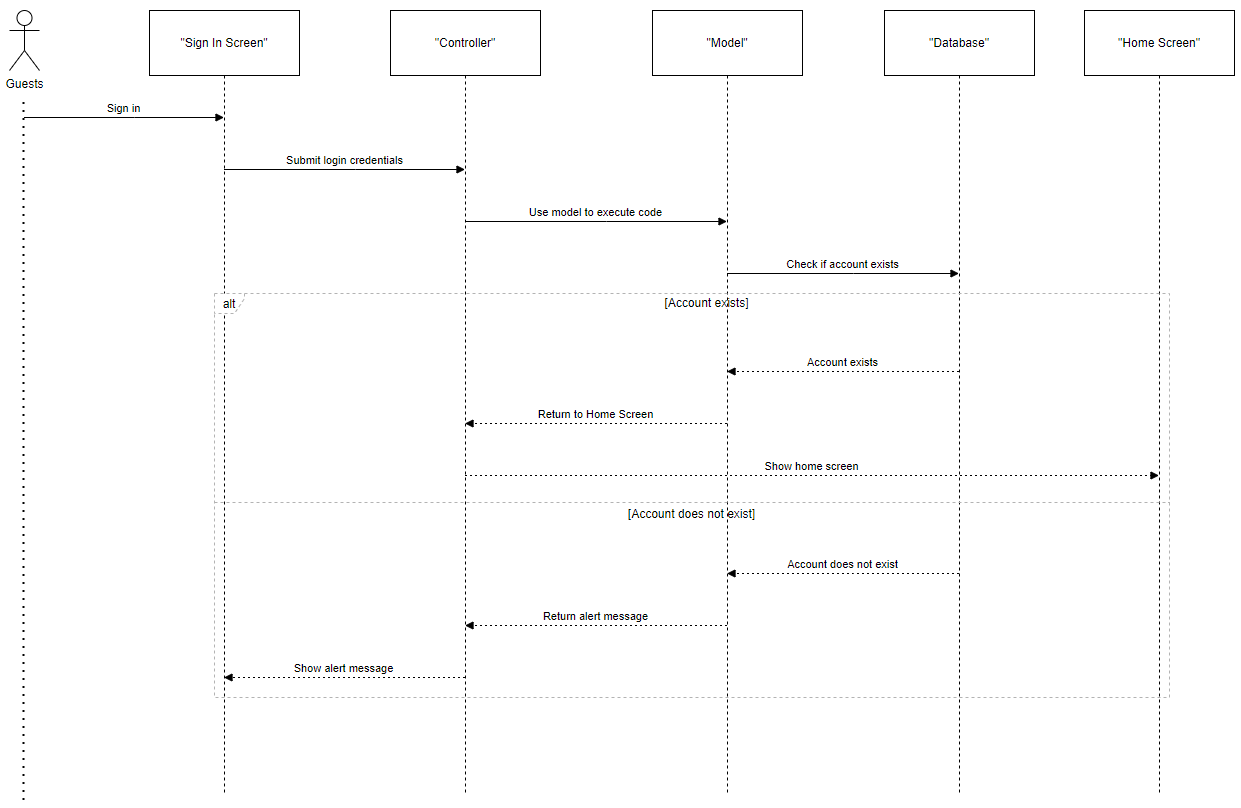 "Sign In Screen"
"Controller"
"Model"
"Database"
"Home Screen"
Guests
Sign in
Submit login credentials
Use model to execute code
Check if account exists
alt
[Account exists]
Account exists
Return to Home Screen
Show home screen
[Account does not exist]
Account does not exist
Return alert message
Show alert message